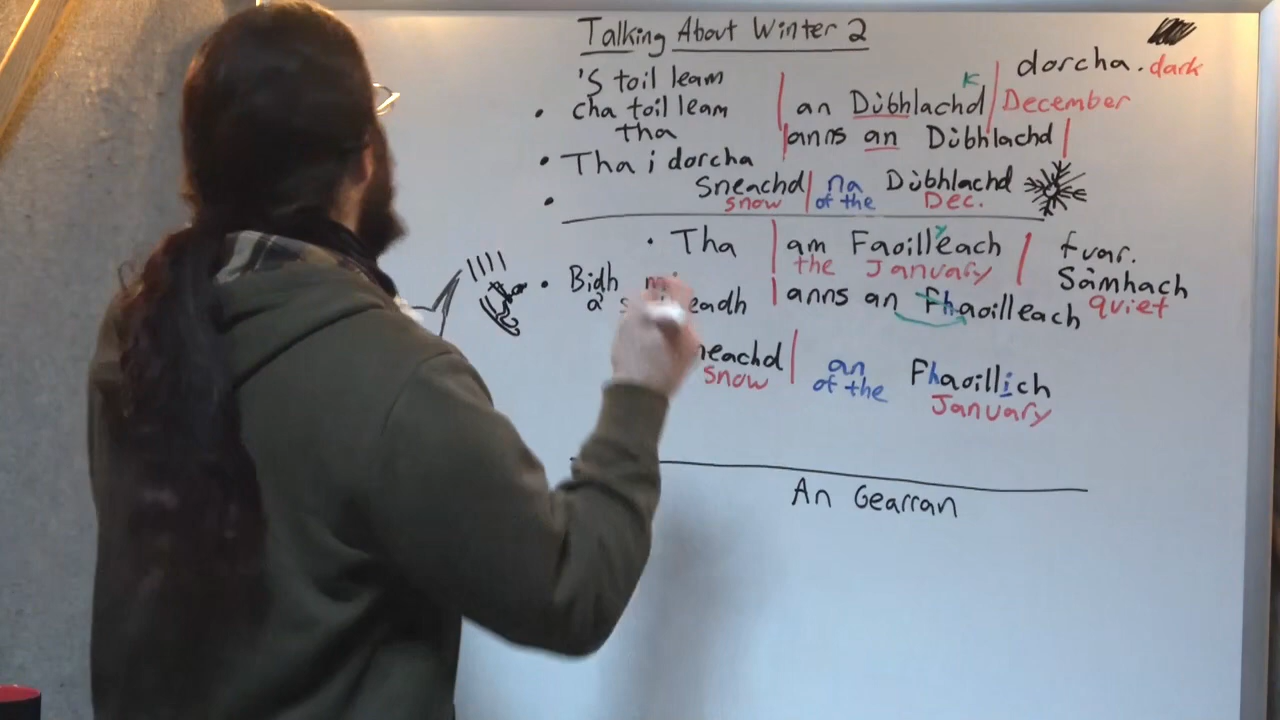 Talking About Winter 2
'S toil leam
dorcha. dark
• cha toil leam | an Dùbhlachd | December
K
tha | anns an Dùbhlachd |
• Tha i dorcha
• Sneachd | na Dùbhlachd
snow of the Dec.
• Tha | am Faoilleach | fuar.
the January
Sàmhach
quiet
• Bidh
a' | anns an Fhaoilleach
| an Fhaoillich
snow of the January
An Gearran